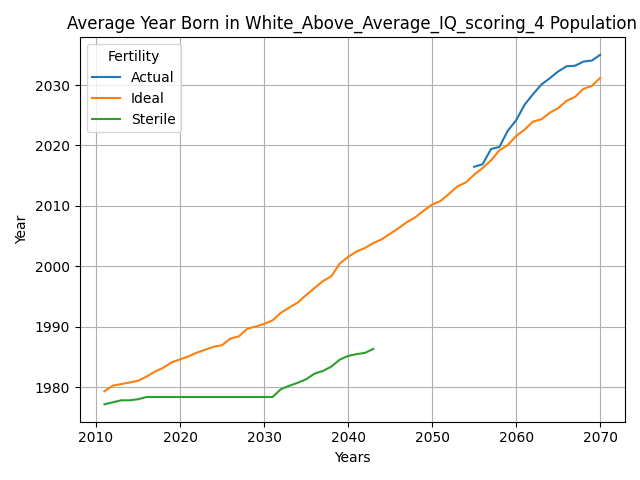 Average Year Born in White_Above_Average_IQ_scoring_4 Population
Fertility
Actual
Ideal
Sterile
Year
2030
2020
2010
2000
1990
1980
2010
2020
2030
2040
2050
2060
2070
Years